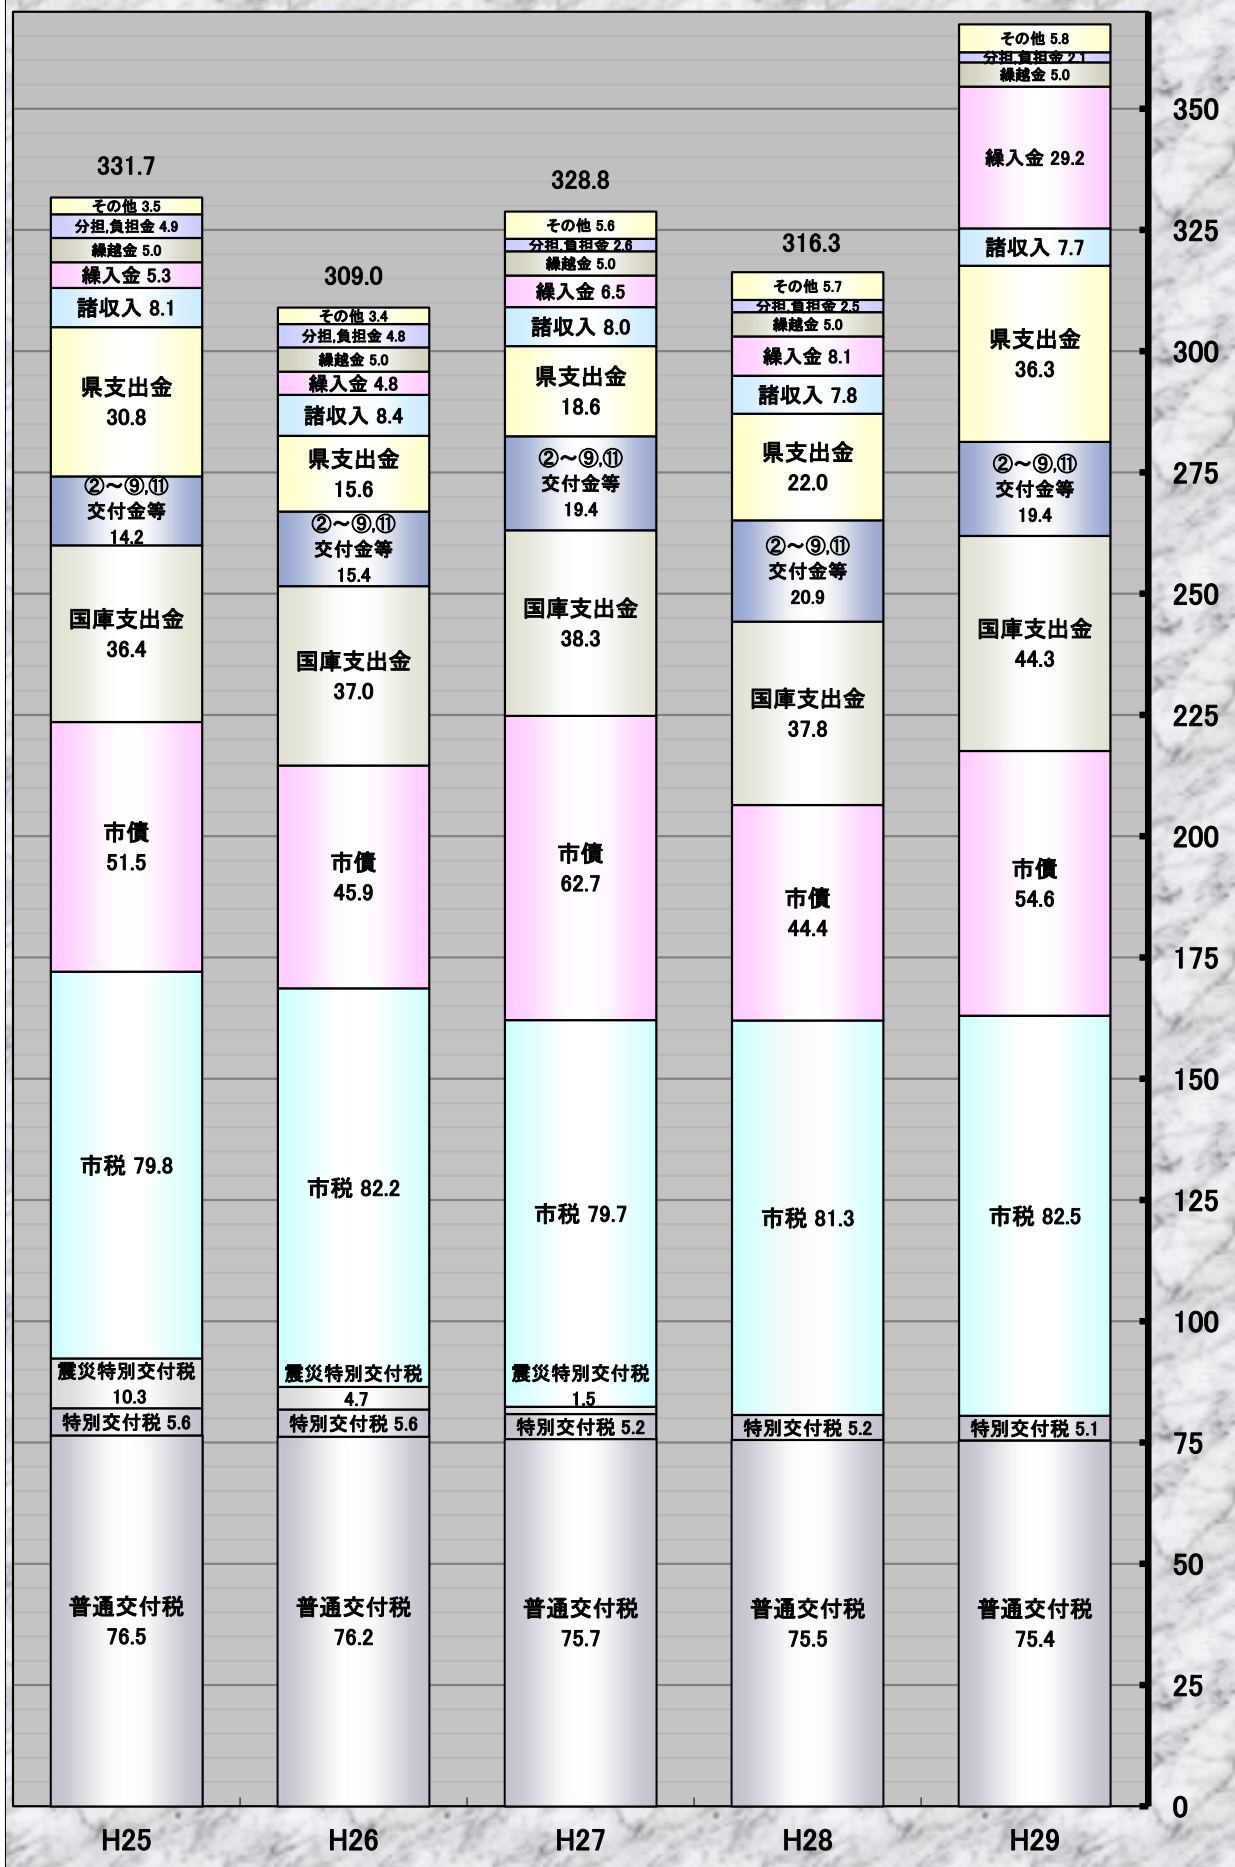 331.7
その他 3.5
分担,負担金 4.9
繰越金 5.0
繰入金 5.3
諸収入 8.1
県支出金
30.8
②～⑨,⑪
交付金等
14.2
国庫支出金
36.4
市債
51.5
市税 79.8
震災特別交付税
10.3
特別交付税 5.6
普通交付税
76.5
H25
309.0
その他 3.4
分担,負担金 4.8
繰越金 5.0
繰入金 4.8
諸収入 8.4
県支出金
15.6
②～⑨,⑪
交付金等
15.4
国庫支出金
37.0
市債
45.9
市税 82.2
震災特別交付税
4.7
特別交付税 5.6
普通交付税
76.2
H26
328.8
その他 5.6
分担,負担金 2.6
繰越金 5.0
繰入金 6.5
諸収入 8.0
県支出金
18.6
②～⑨,⑪
交付金等
19.4
国庫支出金
38.3
市債
62.7
市税 79.7
震災特別交付税
1.5
特別交付税 5.2
普通交付税
75.7
H27
316.3
その他 5.7
分担,負担金 2.5
繰越金 5.0
繰入金 8.1
諸収入 7.8
県支出金
22.0
②～⑨,⑪
交付金等
20.9
国庫支出金
37.8
市債
44.4
市税 81.3
特別交付税 5.2
普通交付税
75.5
H28
その他 5.8
分担,負担金 2.1
繰越金 5.0
繰入金 29.2
諸収入 7.7
県支出金
36.3
②～⑨,⑪
交付金等
19.4
国庫支出金
44.3
市債
54.6
市税 82.5
特別交付税 5.1
普通交付税
75.4
H29
350
325
300
275
250
225
200
175
150
125
100
75
50
25
0